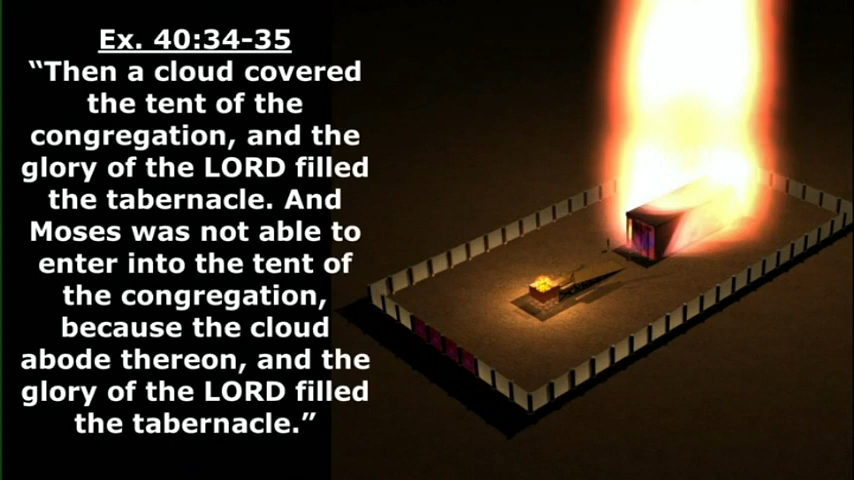 Ex. 40:34-35
“Then a cloud covered
the tent of the
congregation, and the
glory of the LORD filled
the tabernacle. And
Moses was not able to
enter into the tent of
the congregation,
because the cloud
abode thereon, and the
glory of the LORD filled
the tabernacle.”